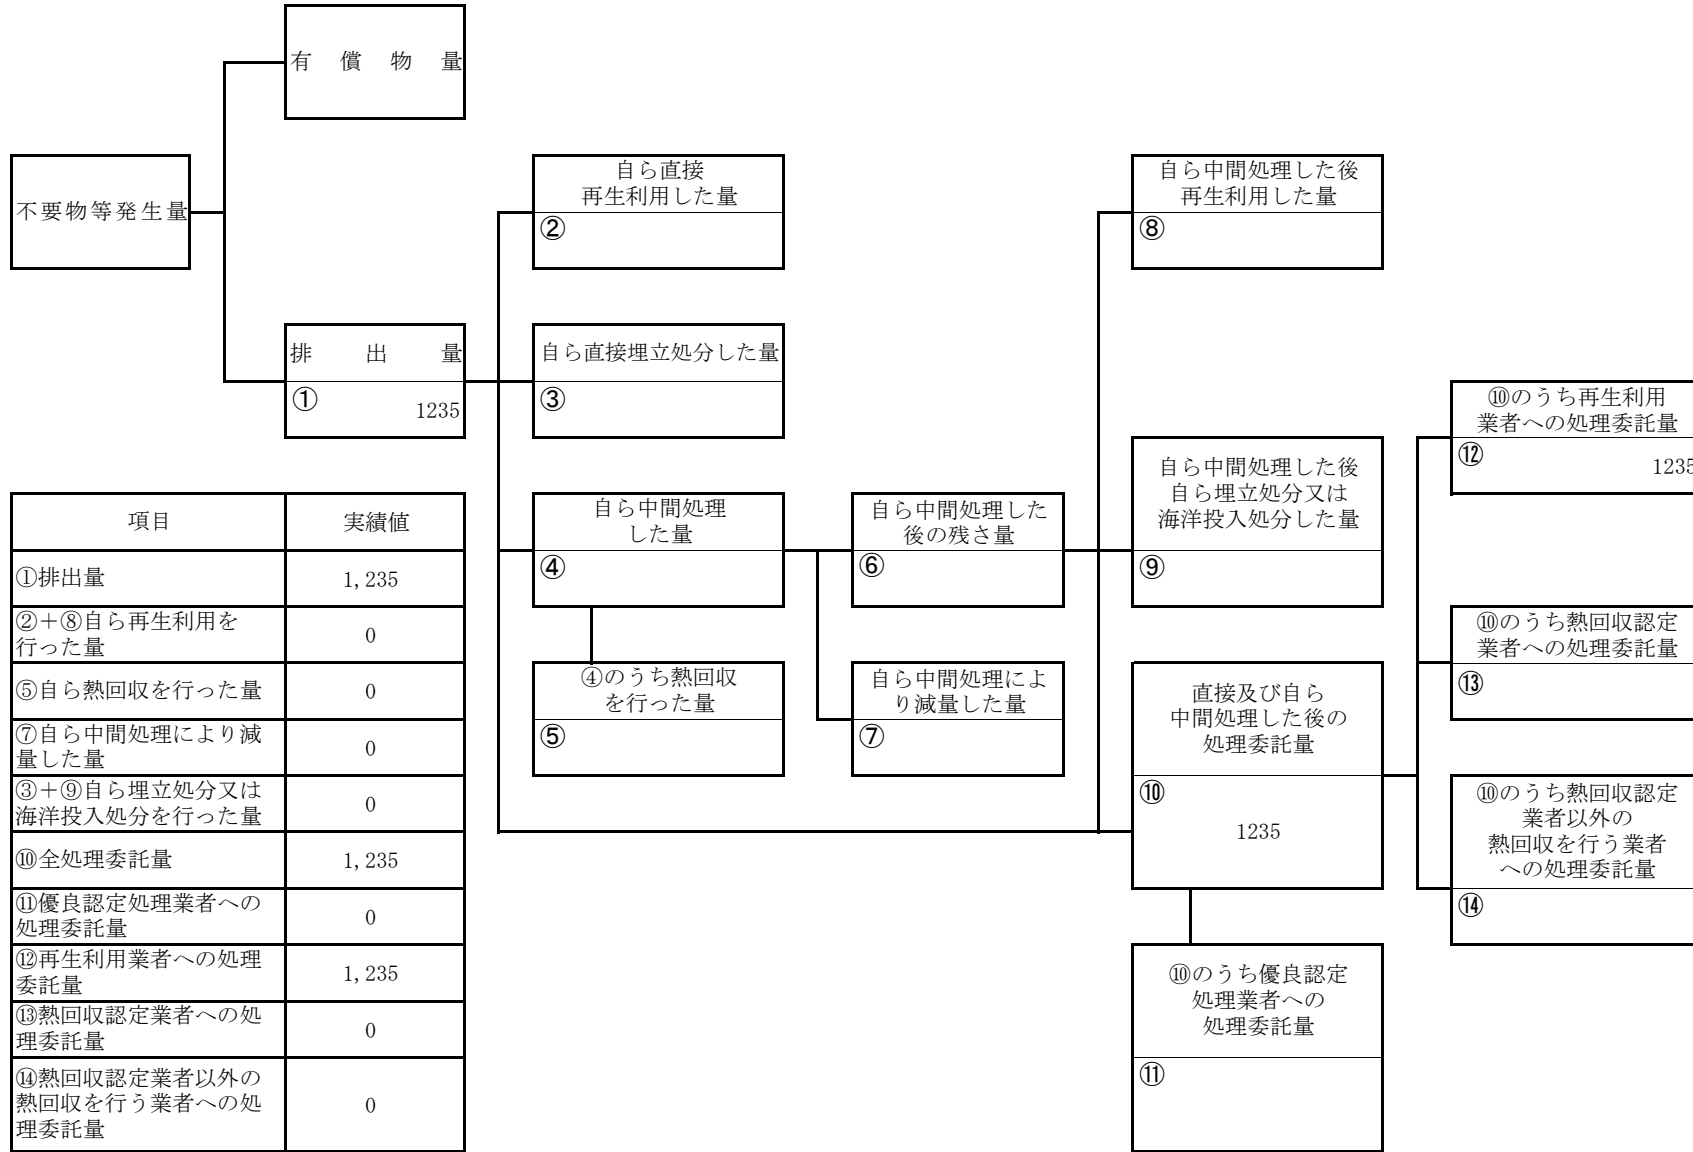 有償物量
不要物等発生量
自ら直接
再生利用した量
②
自ら中間処理した後
再生利用した量
⑧
排出量
①
1235
自ら直接埋立処分した量
③
⑩のうち再生利用
業者への処理委託量
⑫
1235
自ら中間処理
した量
④
自ら中間処理した
後の残さ量
⑥
自ら中間処理した後
自ら埋立処分又は
海洋投入処分した量
⑨
⑩のうち熱回収認定
業者への処理委託量
⑬
④のうち熱回収
を行った量
⑤
自ら中間処理によ
り減量した量
⑦
直接及び自ら
中間処理した後の
処理委託量
⑩
1235
⑩のうち熱回収認定
業者以外の
熱回収を行う業者
への処理委託量
⑭
⑩のうち優良認定
処理業者への
処理委託量
⑪
項目 実績値
①排出量 1,235
②+⑧自ら再生利用を
行った量 0
⑤自ら熱回収を行った量 0
⑦自ら中間処理により減
量した量 0
③+⑨自ら埋立処分又は
海洋投入処分を行った量 0
⑩全処理委託量 1,235
⑪優良認定処理業者への
処理委託量 0
⑫再生利用業者への処理
委託量 1,235
⑬熱回収認定業者への処
理委託量 0
⑭熱回収認定業者以外の
熱回収を行う業者への処
理委託量 0